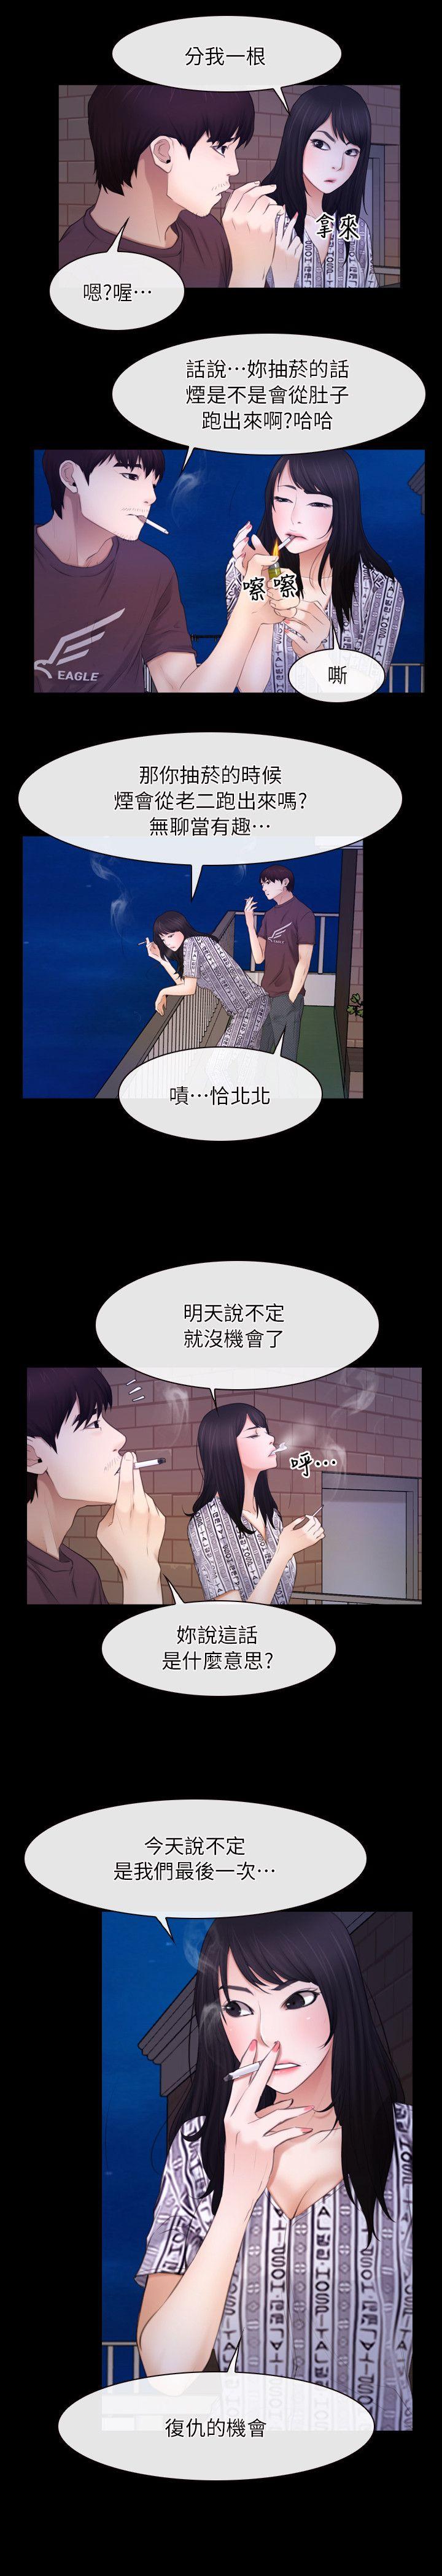 分我一根
拿來
嗯?喔⋯
話說⋯妳抽菸的話
煙是不是會從肚子
跑出來啊?哈哈
嚓嚓
EAGLE
嘶
那你抽菸的時候
煙會從老二跑出來嗎?
無聊當有趣⋯
EAGLE
嘖⋯恰北北
明天說不定
就沒機會了
呼⋯
妳說這話
是什麼意思?
今天說不定
是我們最後一次⋯
HOSPITAL
復仇的機會